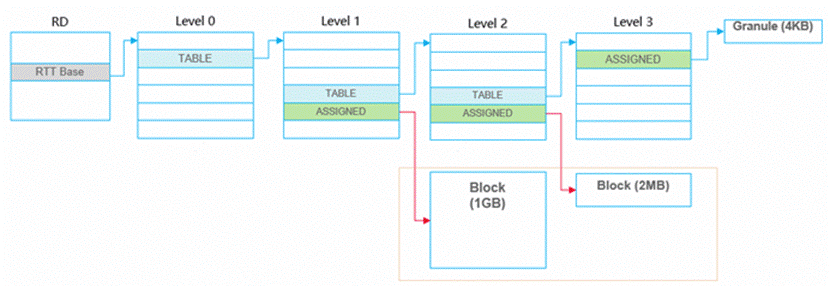 RD
Level 0
Level 1
Level 2
Level 3
Granule (4KB)
RTT Base
TABLE
TABLE
ASSIGNED
TABLE
ASSIGNED
ASSIGNED
Block
(1GB)
Block (2MB)